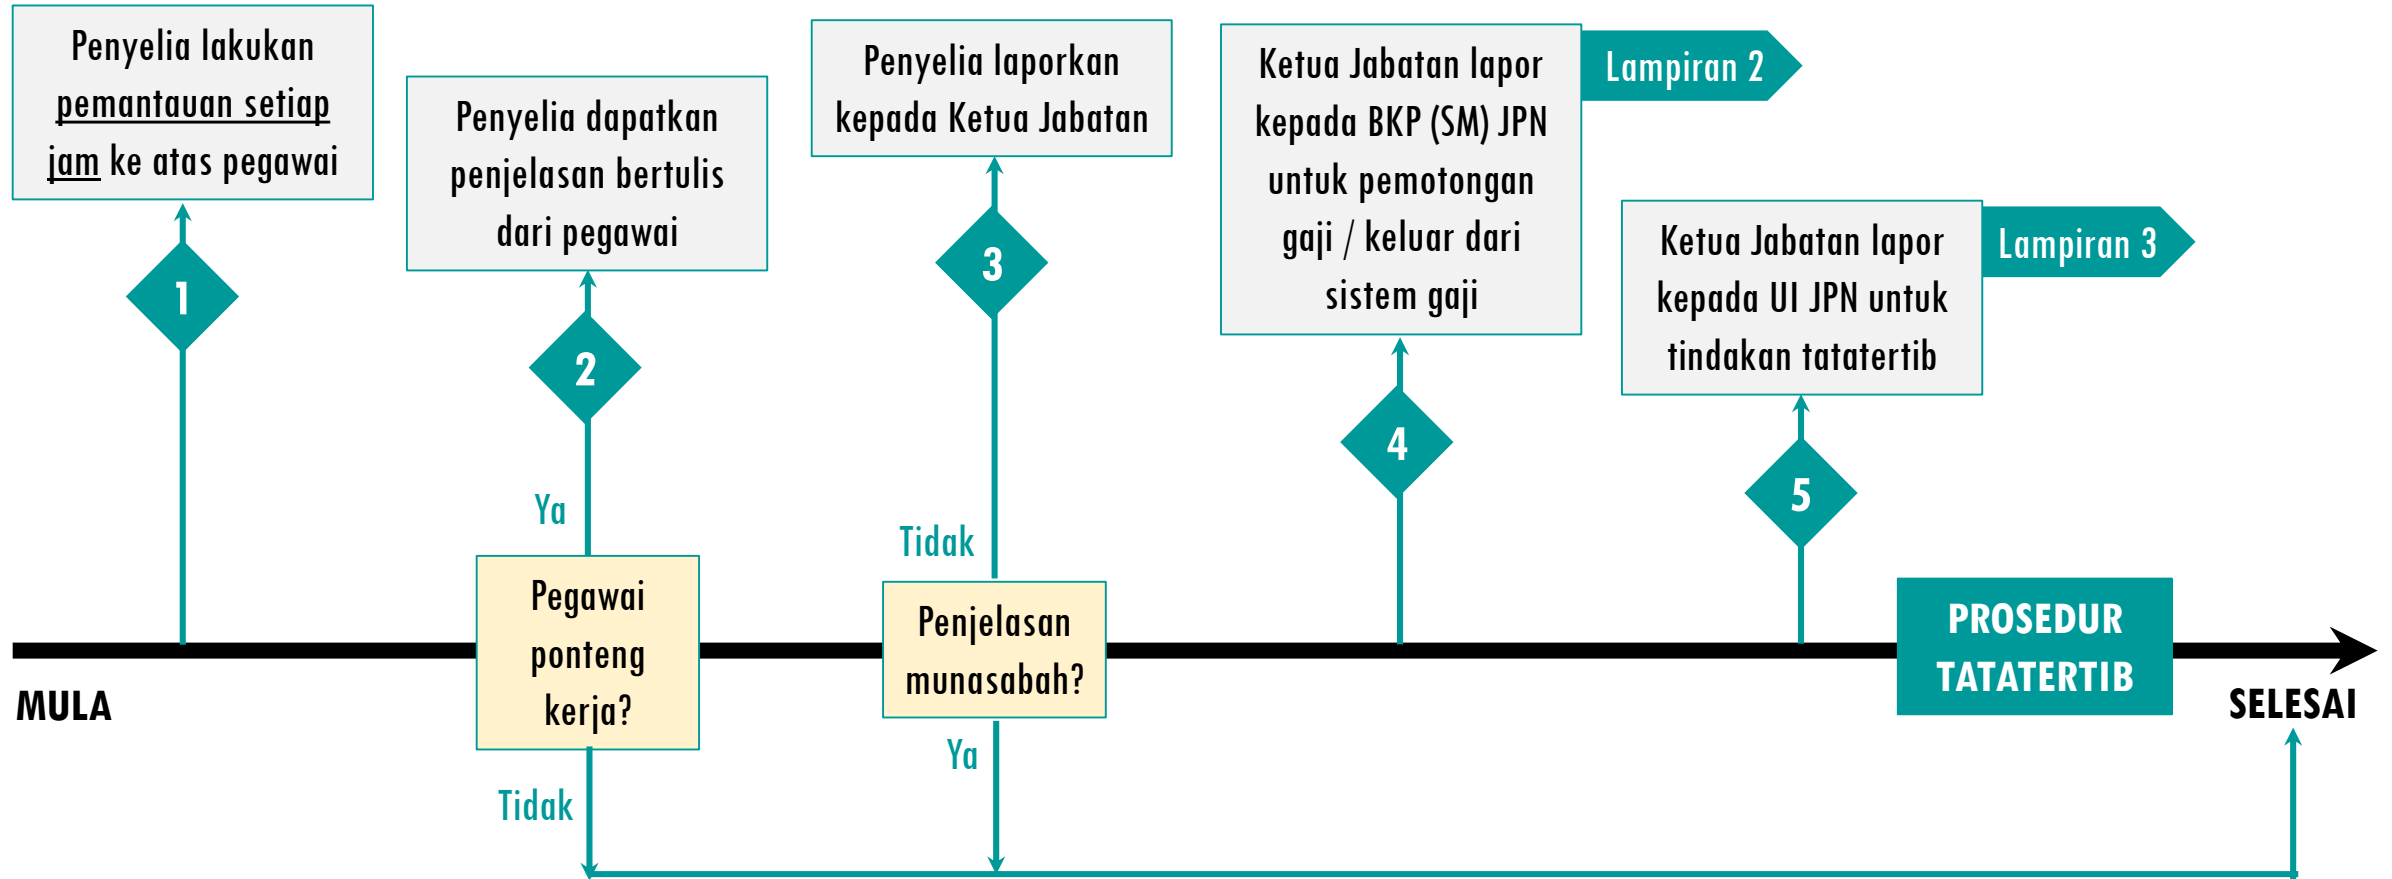 Penyelia lakukan
pemantauan setiap
jam ke atas pegawai
1
Penyelia dapatkan
penjelasan bertulis
dari pegawai
2
Ya
Pegawai
ponteng
kerja?
Tidak
Penyelia laporkan
kepada Ketua Jabatan
3
Tidak
Penjelasan
munasabah?
Ya
Ketua Jabatan lapor
kepada BKP (SM) JPN
untuk pemotongan
gaji / keluar dari
sistem gaji
Lampiran 2
4
Ketua Jabatan lapor
kepada UI JPN untuk
tindakan tatatertib
Lampiran 3
5
PROSEDUR
TATATERTIB
MULA
SELESAI